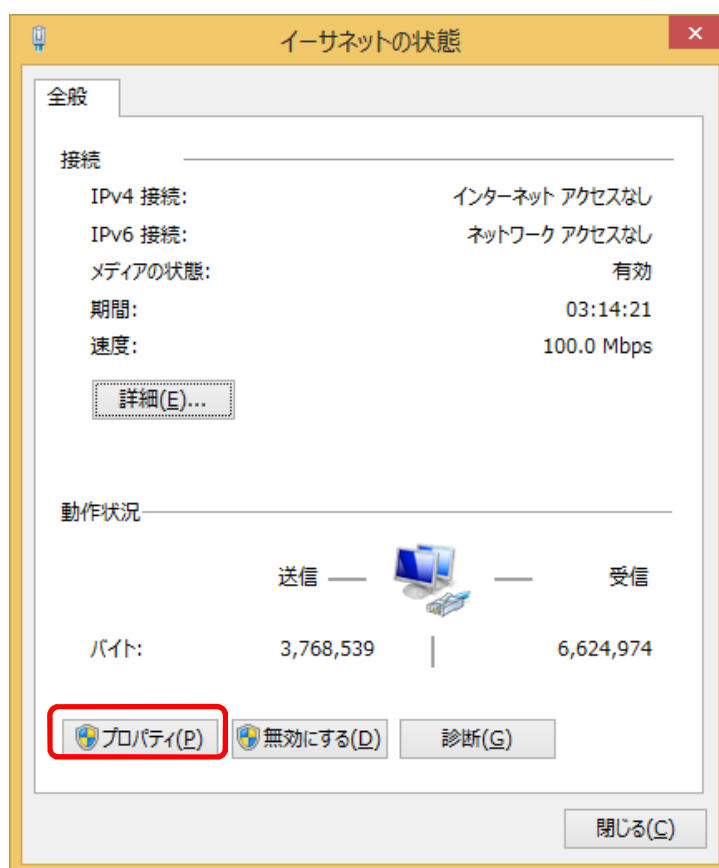 イーサネットの状態
全般
接続
IPv4 接続: インターネット アクセスなし
IPv6 接続: ネットワーク アクセスなし
メディアの状態: 有効
期間: 03:14:21
速度: 100.0 Mbps
詳細(E)...
動作状況
送信 受信
バイト: 3,768,539 6,624,974
プロパティ(P) 無効にする(D) 診断(G)
閉じる(C)